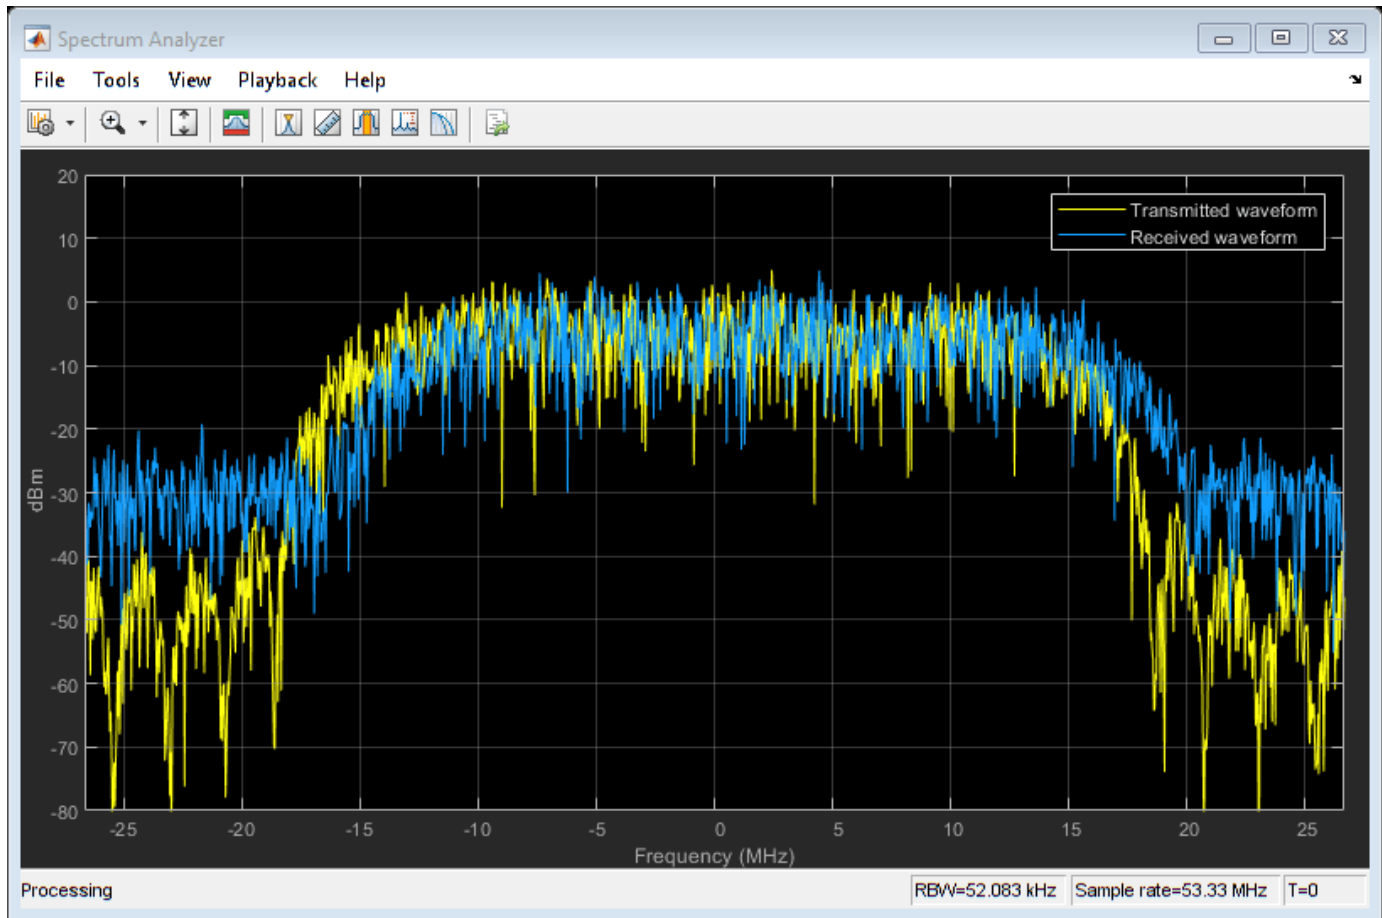 Spectrum Analyzer
File Tools View Playback Help
20
10
0
-10
-20
-30
-40
-50
-60
-70
-80
dBm
Transmitted waveform
Received waveform
-25 -20 -15 -10 -5 0 5 10 15 20 25
Frequency (MHz)
Processing RBW=52.083 kHz Sample rate=53.33 MHz T=0